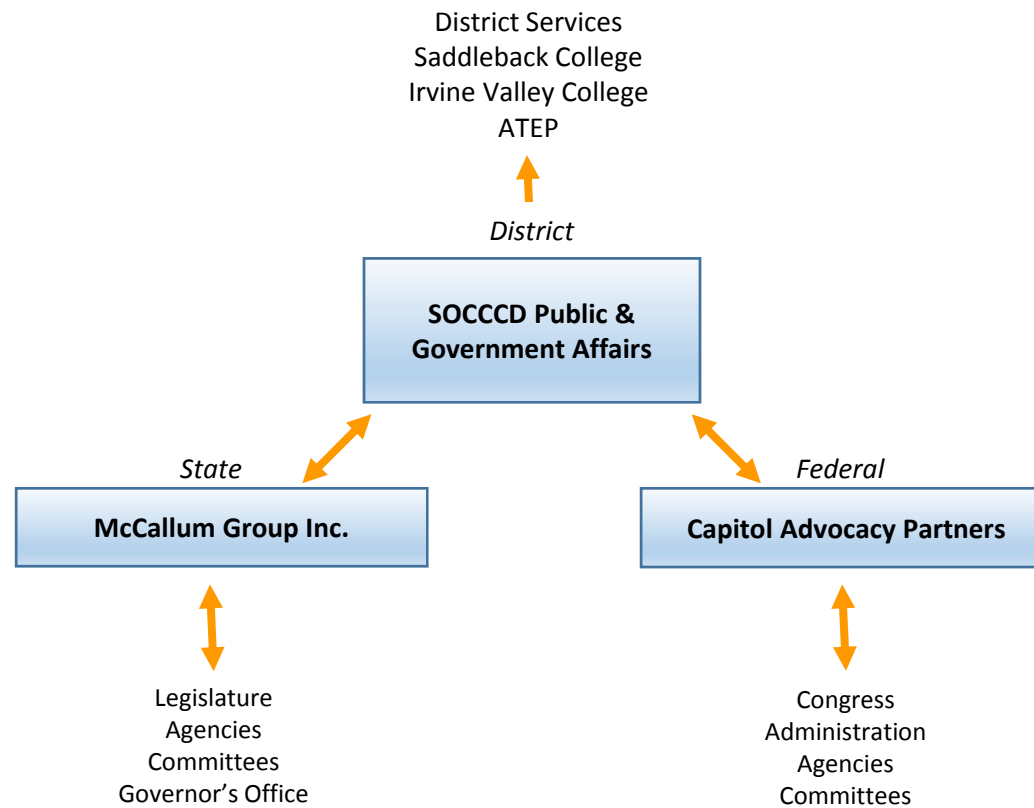 District Services
Saddleback College
Irvine Valley College
ATEP
District
SOCCCD Public &
Government Affairs
State
McCallum Group Inc.
Federal
Capitol Advocacy Partners
Legislature
Agencies
Committees
Governor’s Office
Congress
Administration
Agencies
Committees